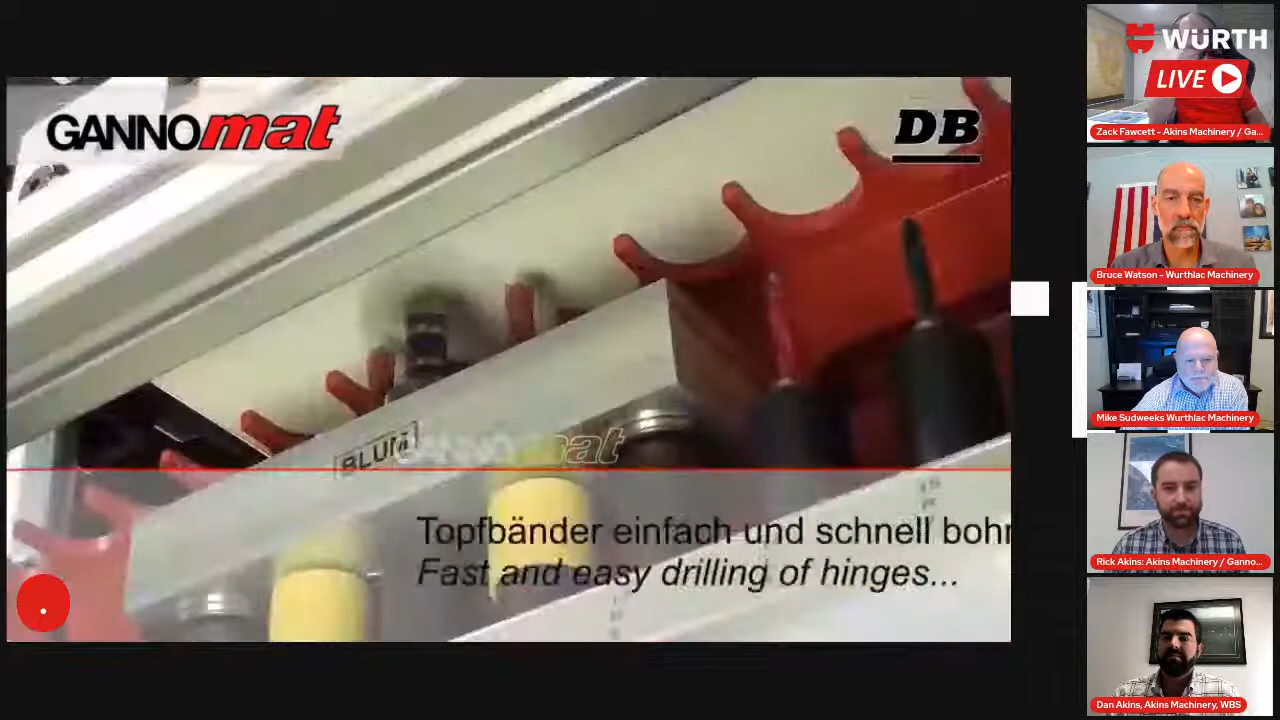 GANNOmat
DB
BLUM
Topfbänder einfach und schnell bohr
Fast and easy drilling of hinges...
WÜRTH
LIVE
Zack Fawcett - Akins Machinery / Ga...
Bruce Watson - Wurthlac Machinery
Mike Sudweeks Wurthlac Machinery
Rick Akins: Akins Machinery / Ganno...
Dan Akins, Akins Machinery, WBS